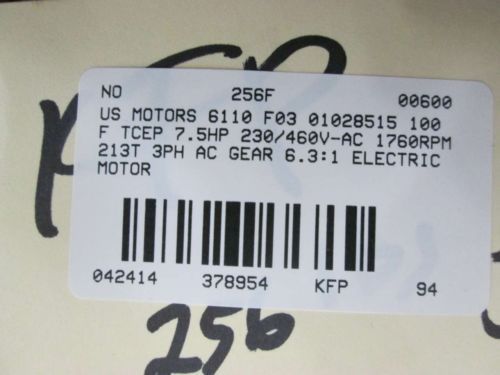 NO 256F 00600
US MOTORS 6110 F03 01028515 100
F TCEP 7.5HP 230/460V-AC 1760RPM
213T 3PH AC GEAR 6.3:1 ELECTRIC
MOTOR
042414 378954 KFP 94
256